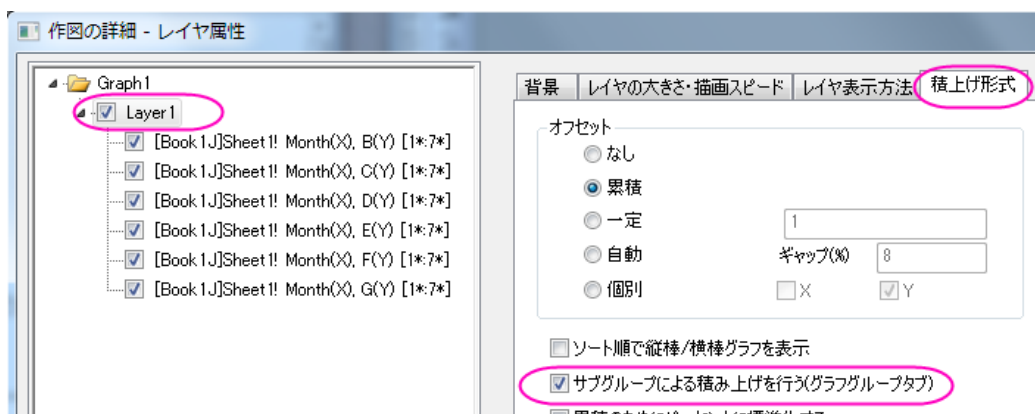 作図の詳細 - レイヤ属性
Graph1
Layer1
[Book1J]Sheet1! Month(X), B(Y) [1*:7*]
[Book1J]Sheet1! Month(X), C(Y) [1*:7*]
[Book1J]Sheet1! Month(X), D(Y) [1*:7*]
[Book1J]Sheet1! Month(X), E(Y) [1*:7*]
[Book1J]Sheet1! Month(X), F(Y) [1*:7*]
[Book1J]Sheet1! Month(X), G(Y) [1*:7*]
背景 レイヤの大きさ・描画スピード レイヤ表示方法 積上げ形式
オフセット
なし
累積
一定 1
自動 ギャップ(%) 8
個別 X Y
ソート順で縦棒/横棒グラフを表示
サブグループによる積み上げを行う(グラフグループタブ)